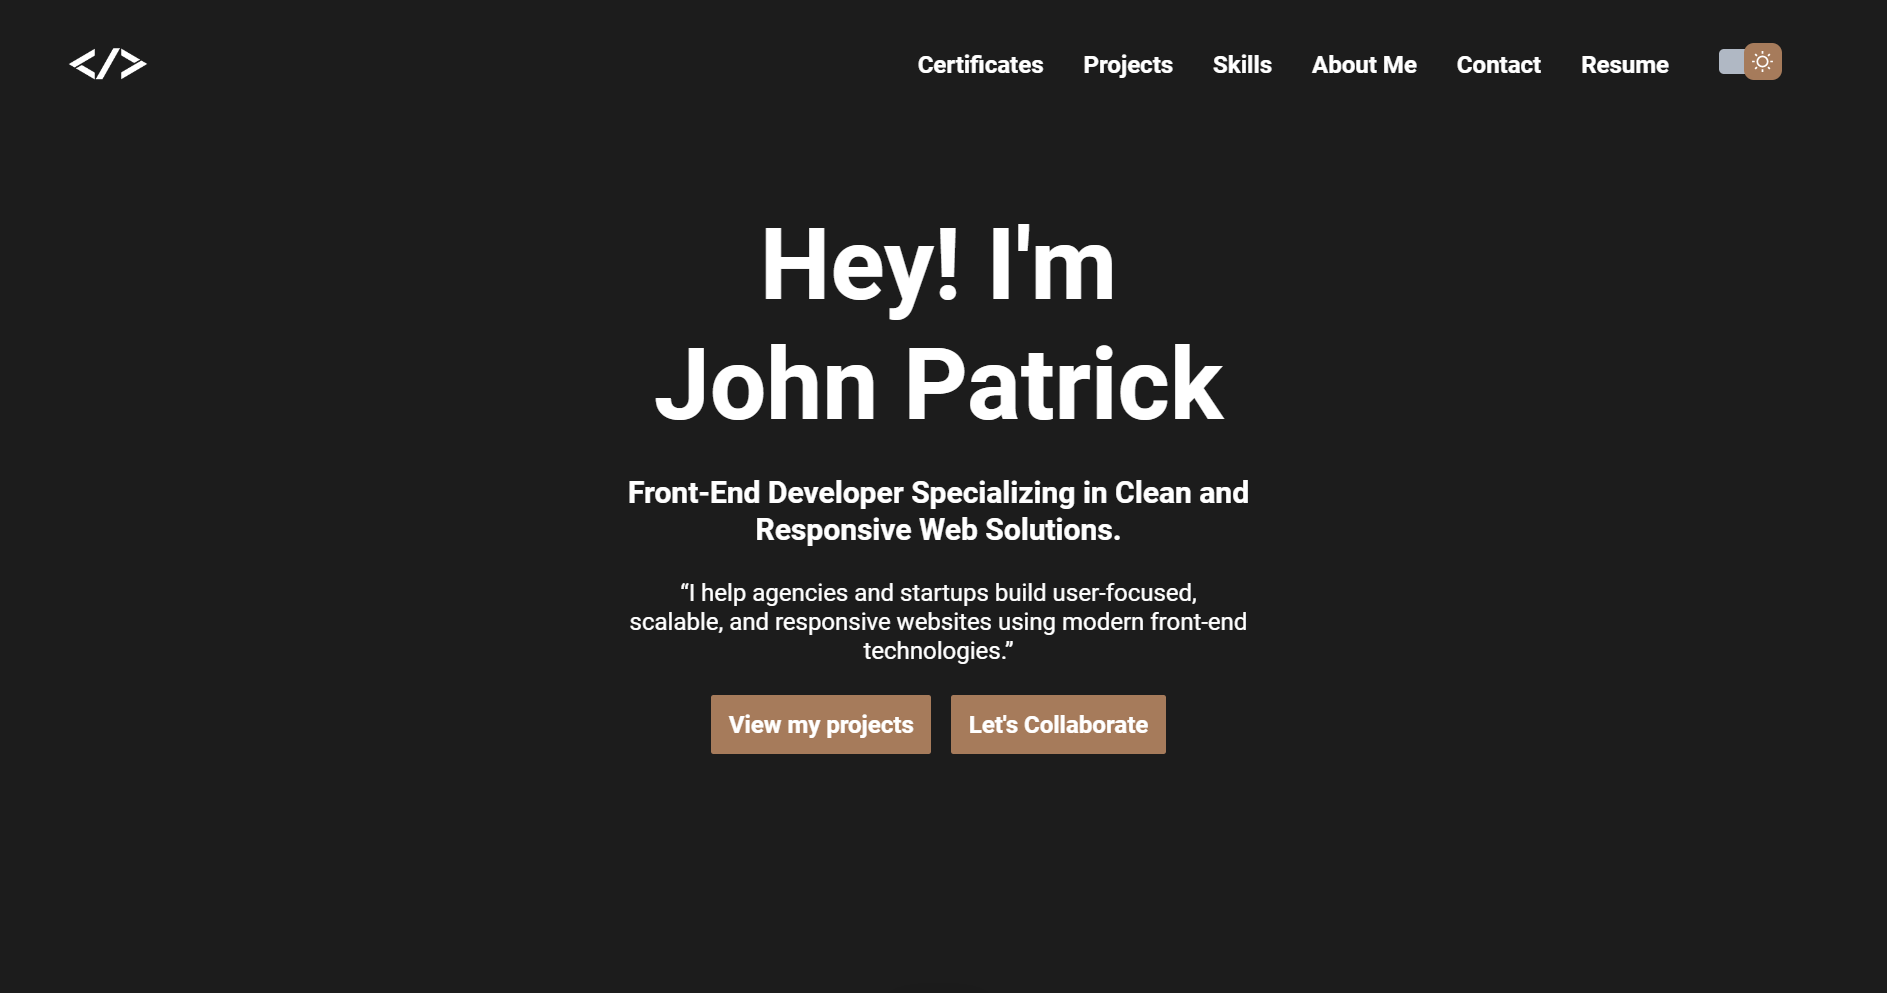 </>
Certificates Projects Skills About Me Contact Resume
Hey! I'm
John Patrick
Front-End Developer Specializing in Clean and
Responsive Web Solutions.
“I help agencies and startups build user-focused,
scalable, and responsive websites using modern front-end
technologies.”
View my projects Let's Collaborate